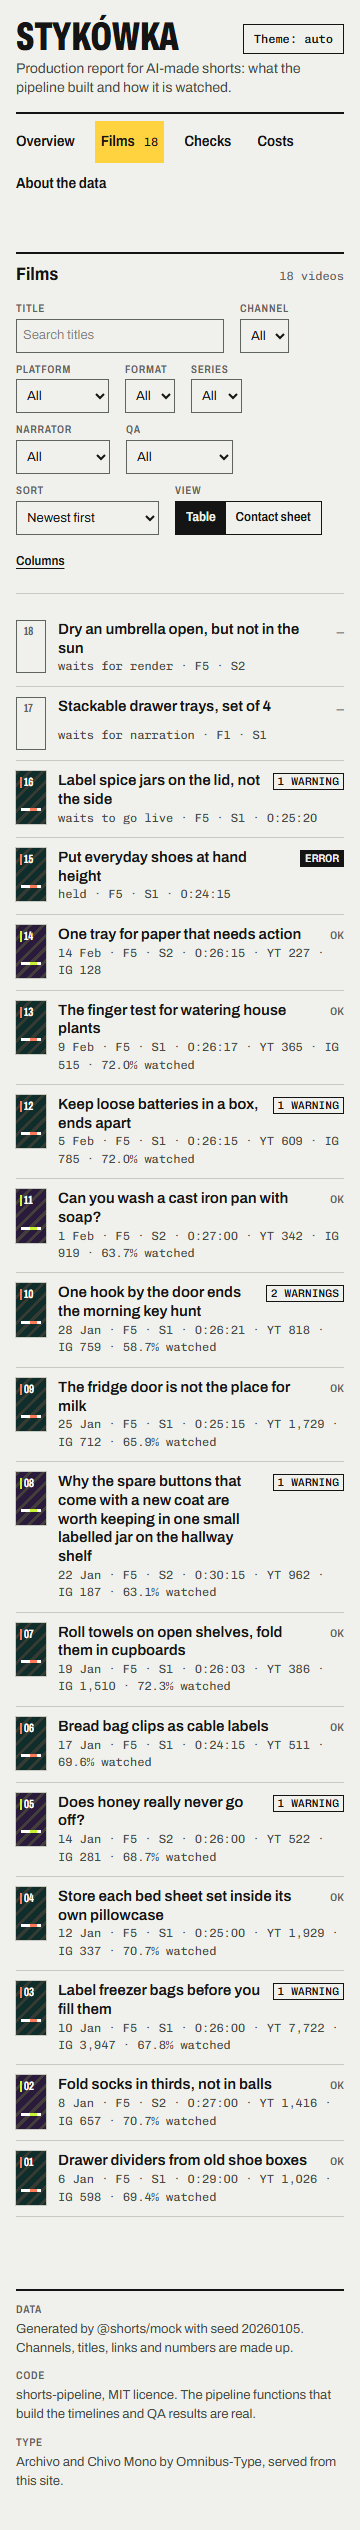 STYKÓWKA
Theme: auto
Production report for AI-made shorts: what the
pipeline built and how it is watched.
Overview
Films 18
Checks
Costs
About the data
Films
18 videos
TITLE
CHANNEL
Search titles
All
PLATFORM
FORMAT
SERIES
All
All
All
NARRATOR
QA
All
All
SORT
VIEW
Newest first
Table
Contact sheet
Columns
18
Dry an umbrella open, but not in the
sun
–
waits for render · F5 · S2
17
Stackable drawer trays, set of 4
–
waits for narration · F1 · S1
16
Label spice jars on the lid, not
the side
1 WARNING
waits to go live · F5 · S1 · 0:25:20
15
Put everyday shoes at hand
height
ERROR
held · F5 · S1 · 0:24:15
14
One tray for paper that needs action
OK
14 Feb · F5 · S2 · 0:26:15 · YT 227 ·
IG 128
13
The finger test for watering house
plants
OK
9 Feb · F5 · S1 · 0:26:17 · YT 365 · IG
515 · 72.0% watched
12
Keep loose batteries in a box,
ends apart
1 WARNING
5 Feb · F5 · S1 · 0:26:15 · YT 609 · IG
785 · 72.0% watched
11
Can you wash a cast iron pan with
soap?
OK
1 Feb · F5 · S2 · 0:27:00 · YT 342 · IG
919 · 63.7% watched
10
One hook by the door ends
the morning key hunt
2 WARNINGS
28 Jan · F5 · S1 · 0:26:21 · YT 818 ·
IG 759 · 58.7% watched
09
The fridge door is not the place for
milk
OK
25 Jan · F5 · S1 · 0:25:15 · YT 1,729 ·
IG 712 · 65.9% watched
08
Why the spare buttons that
come with a new coat are
worth keeping in one small
labelled jar on the hallway
shelf
1 WARNING
22 Jan · F5 · S2 · 0:30:15 · YT 962 ·
IG 187 · 63.1% watched
07
Roll towels on open shelves, fold
them in cupboards
OK
19 Jan · F5 · S1 · 0:26:03 · YT 386 ·
IG 1,510 · 72.3% watched
06
Bread bag clips as cable labels
OK
17 Jan · F5 · S1 · 0:24:15 · YT 511 ·
69.6% watched
05
Does honey really never go
off?
1 WARNING
14 Jan · F5 · S2 · 0:26:00 · YT 522 ·
IG 281 · 68.7% watched
04
Store each bed sheet set inside its
own pillowcase
OK
12 Jan · F5 · S1 · 0:25:00 · YT 1,929 ·
IG 337 · 70.7% watched
03
Label freezer bags before you
fill them
1 WARNING
10 Jan · F5 · S1 · 0:26:00 · YT 7,722 ·
IG 3,947 · 67.8% watched
02
Fold socks in thirds, not in balls
OK
8 Jan · F5 · S2 · 0:27:00 · YT 1,416 ·
IG 657 · 70.7% watched
01
Drawer dividers from old shoe boxes
OK
6 Jan · F5 · S1 · 0:29:00 · YT 1,026 ·
IG 598 · 69.4% watched
DATA
Generated by @shorts/mock with seed 20260105.
Channels, titles, links and numbers are made up.
CODE
shorts-pipeline, MIT licence. The pipeline functions that
build the timelines and QA results are real.
TYPE
Archivo and Chivo Mono by Omnibus-Type, served from
this site.